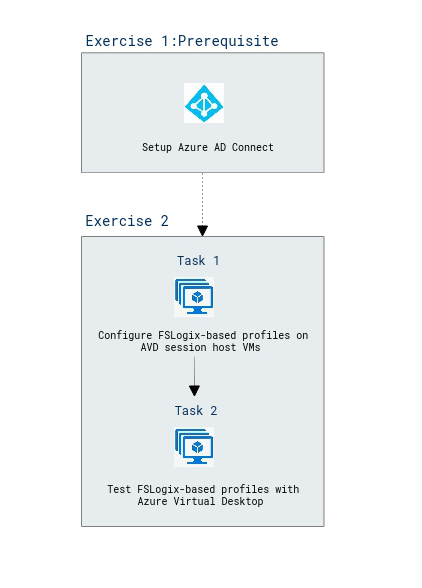 Exercise 1:Prerequisite
Setup Azure AD Connect
Exercise 2
Task 1
Configure FSLogix-based profiles on
AVD session host VMs
Task 2
Test FSLogix-based profiles with
Azure Virtual Desktop